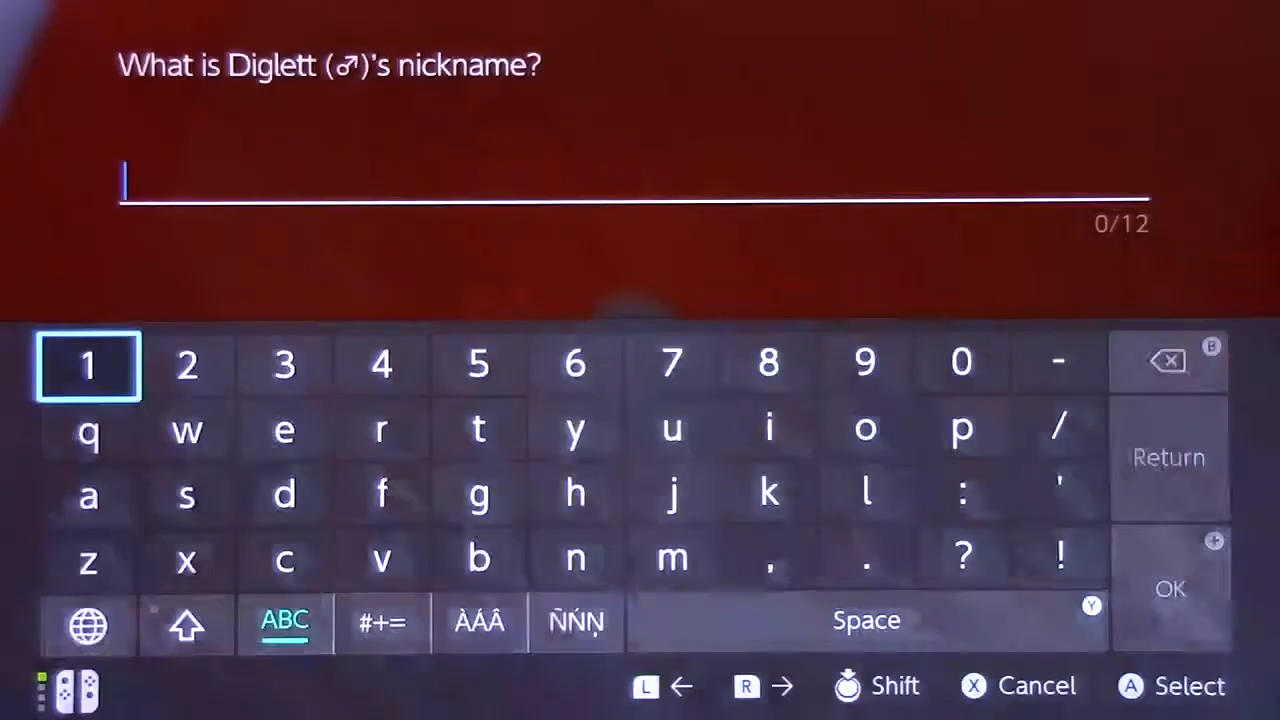 What is Diglett (♂)'s nickname?
0/12
1 2 3 4 5 6 7 8 9 0 - B
q w e r t y u i o p / Return
a s d f g h j k l : '
z x c v b n m , . ? ! OK
ABC #+= ÀÁÂ ÑŃŅ Space Y
L ← R → Shift X Cancel A Select